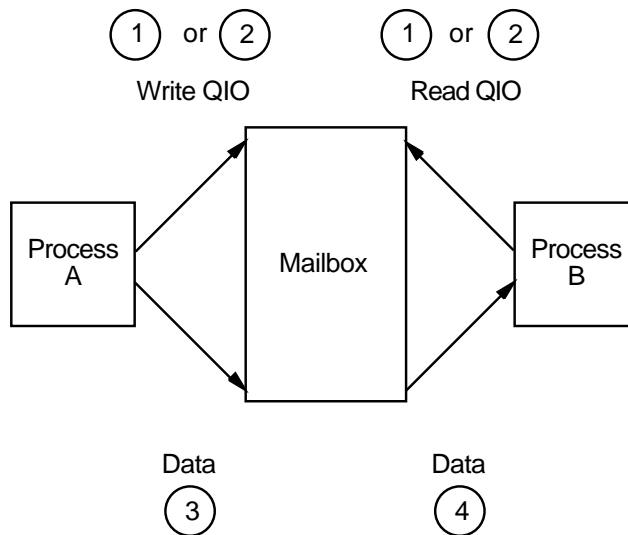 1 or 2 1 or 2
Write QIO Read QIO
Process A Mailbox Process B
Data Data
3 4